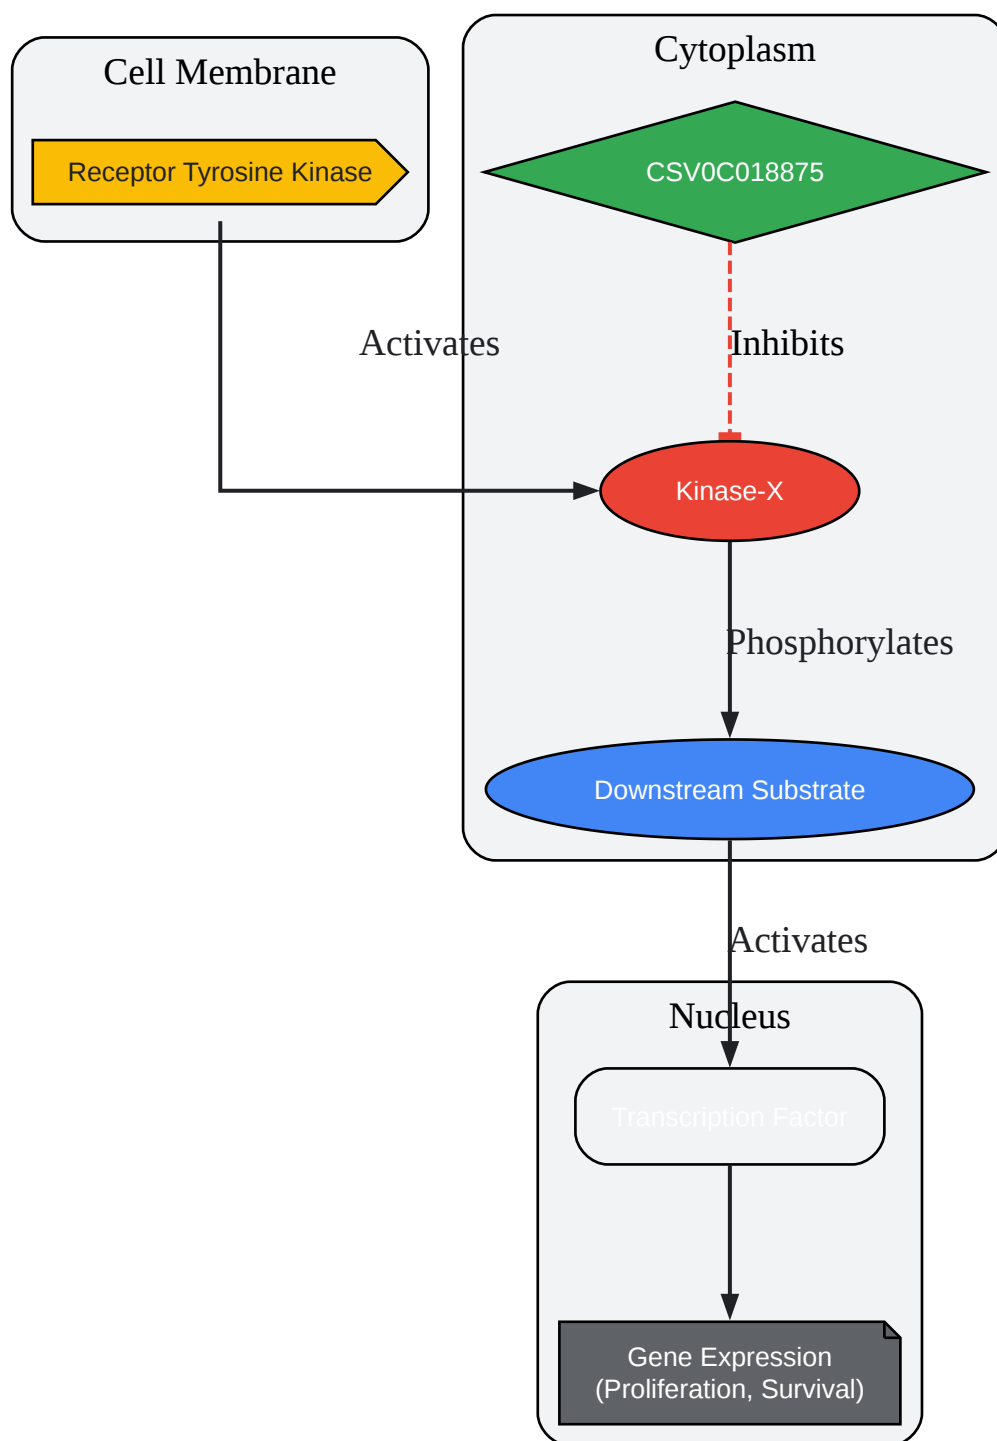 Cell Membrane
Receptor Tyrosine Kinase
Cytoplasm
CSV0C018875
Activates
Inhibits
Kinase-X
Phosphorylates
Downstream Substrate
Activates
Nucleus
Transcription Factor
Gene Expression
(Proliferation, Survival)